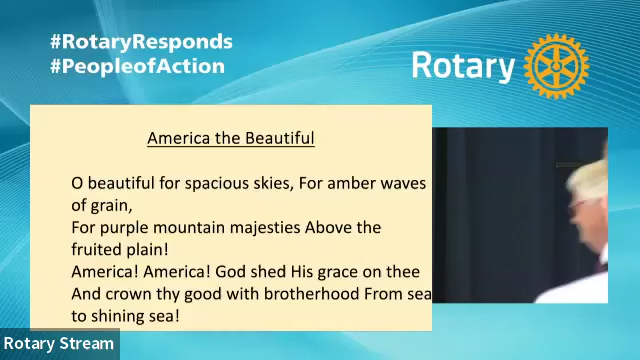 #RotaryResponds
#PeopleofAction
Rotary
America the Beautiful
O beautiful for spacious skies, For amber waves
of grain,
For purple mountain majesties Above the
fruited plain!
America! America! God shed His grace on thee
And crown thy good with brotherhood From sea
to shining sea!
Rotary Stream